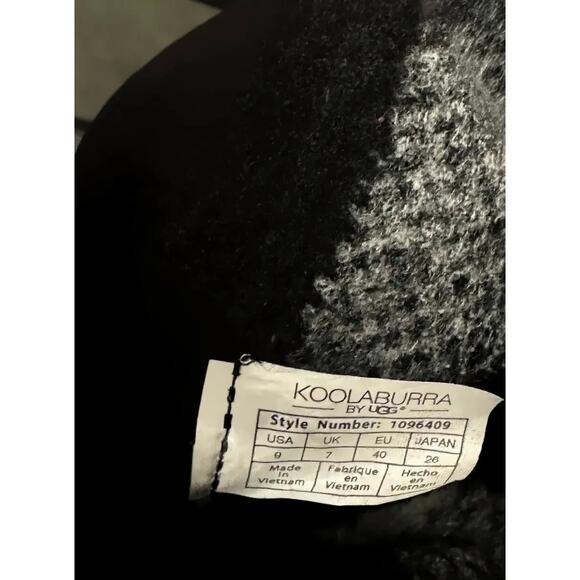 KOOLABURRA
BY UGG®
Style Number: 1096409
USA UK EU JAPAN
9 7 40 26
Made in Vietnam
Fabrique en Vietnam
Hecho en Vietnam